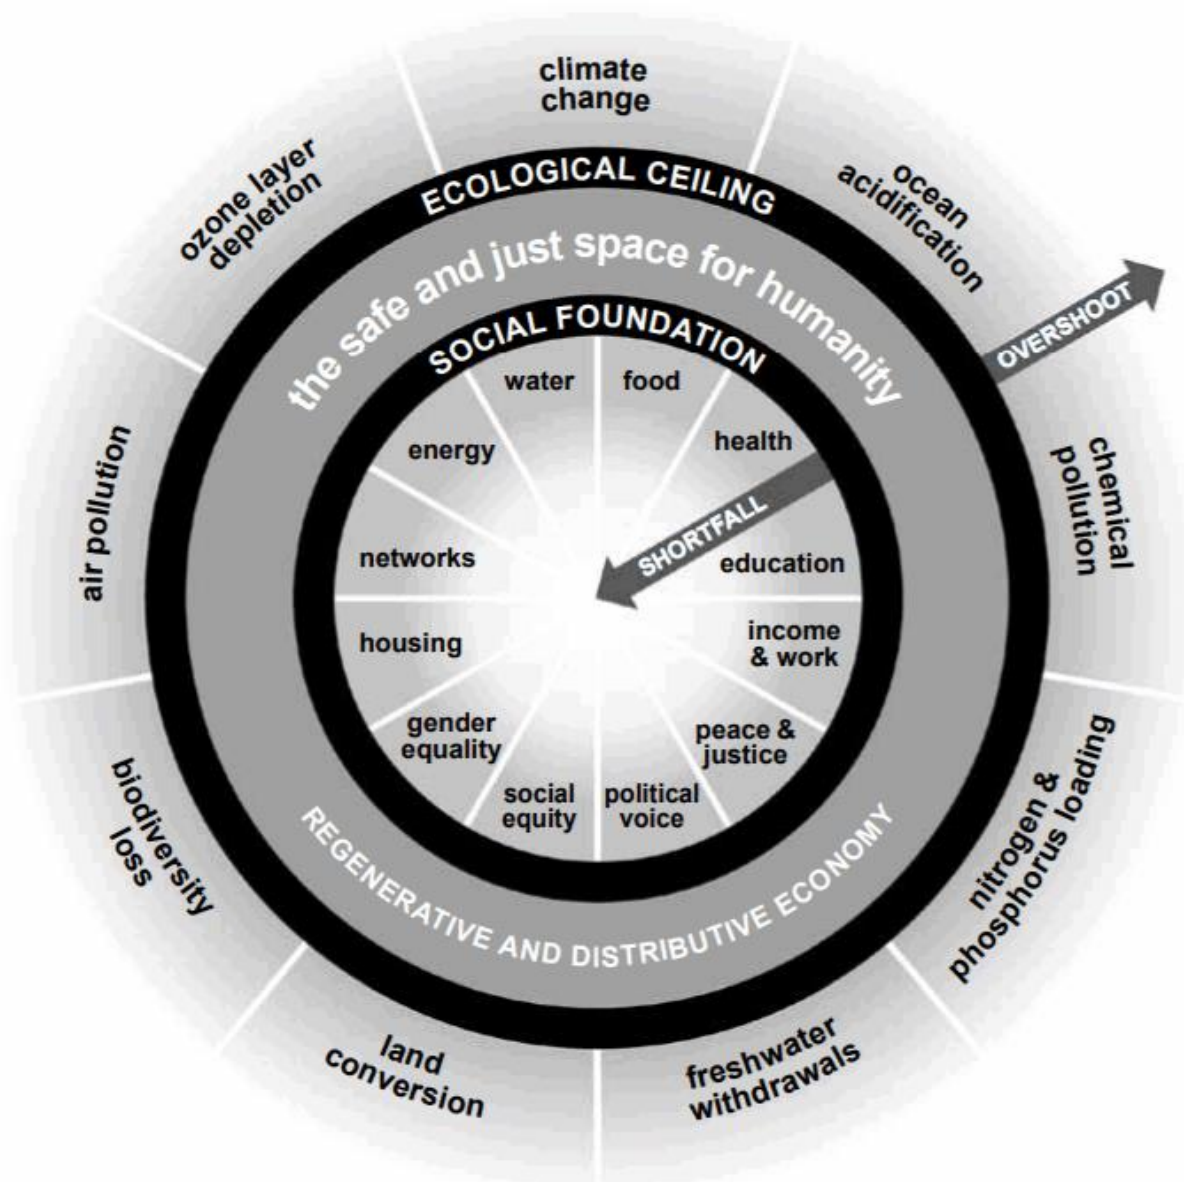 climate
change
ocean
acidification
chemical
pollution
nitrogen &
phosphorus loading
freshwater
withdrawals
land
conversion
biodiversity
loss
air pollution
ozone layer
depletion
OVERSHOOT
ECOLOGICAL CEILING
the safe and just space for humanity
SOCIAL FOUNDATION
water
food
health
SHORTFALL
education
income
& work
peace &
justice
political
voice
social
equity
gender
equality
housing
networks
energy
REGENERATIVE AND DISTRIBUTIVE ECONOMY